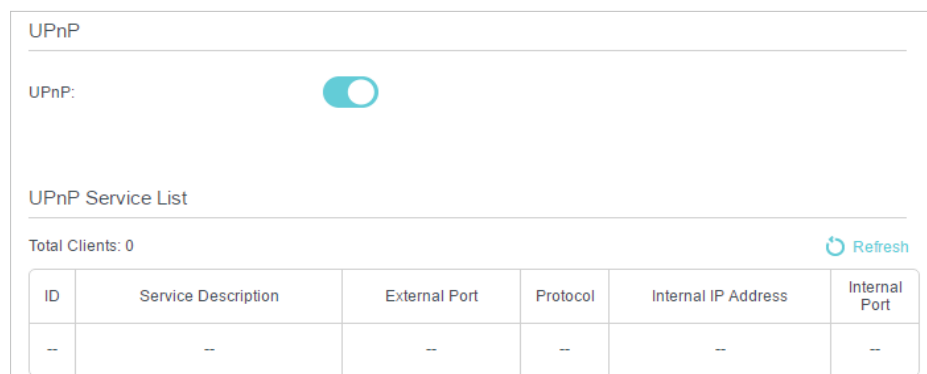 UPnP
UPnP:
UPnP Service List
Total Clients: 0
Refresh
ID Service Description External Port Protocol Internal IP Address Internal Port
-- -- -- -- -- --